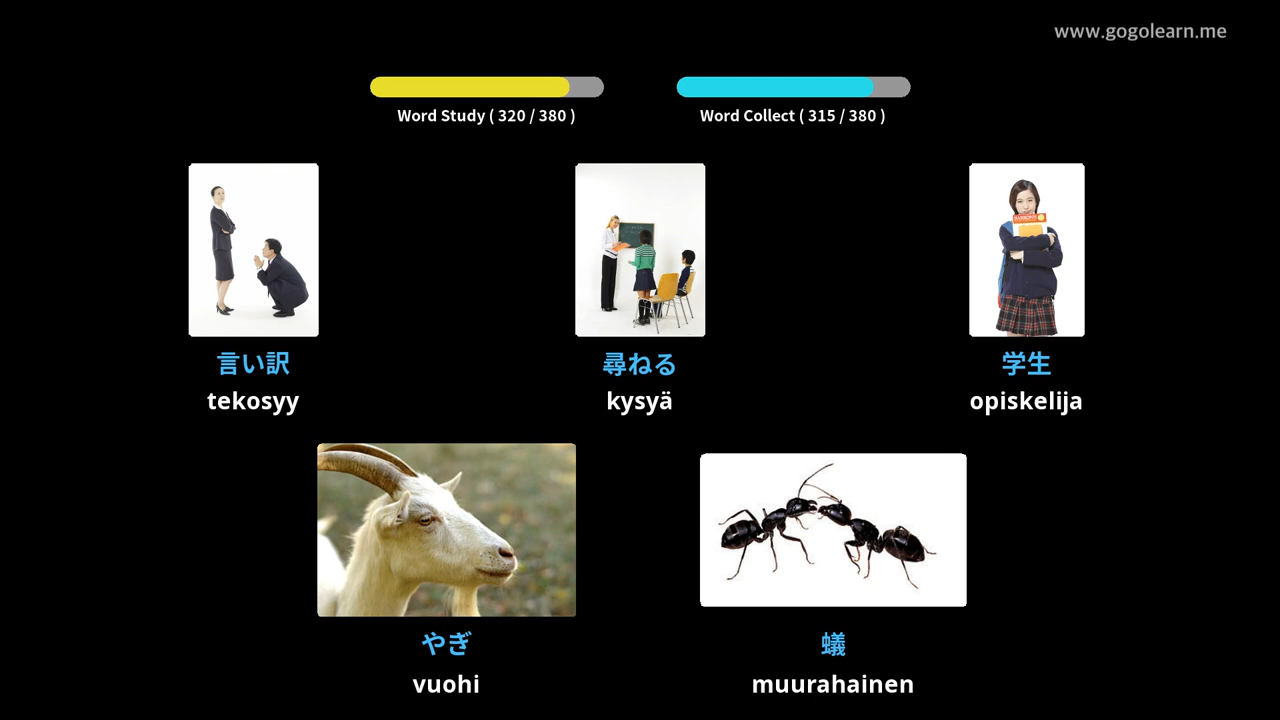 www.gogolearn.me
Word Study ( 320 / 380 )
Word Collect ( 315 / 380 )
言い訳
尋ねる
学生
tekosyy
kysyä
opiskelija
やぎ
蟻
vuohi
muurahainen